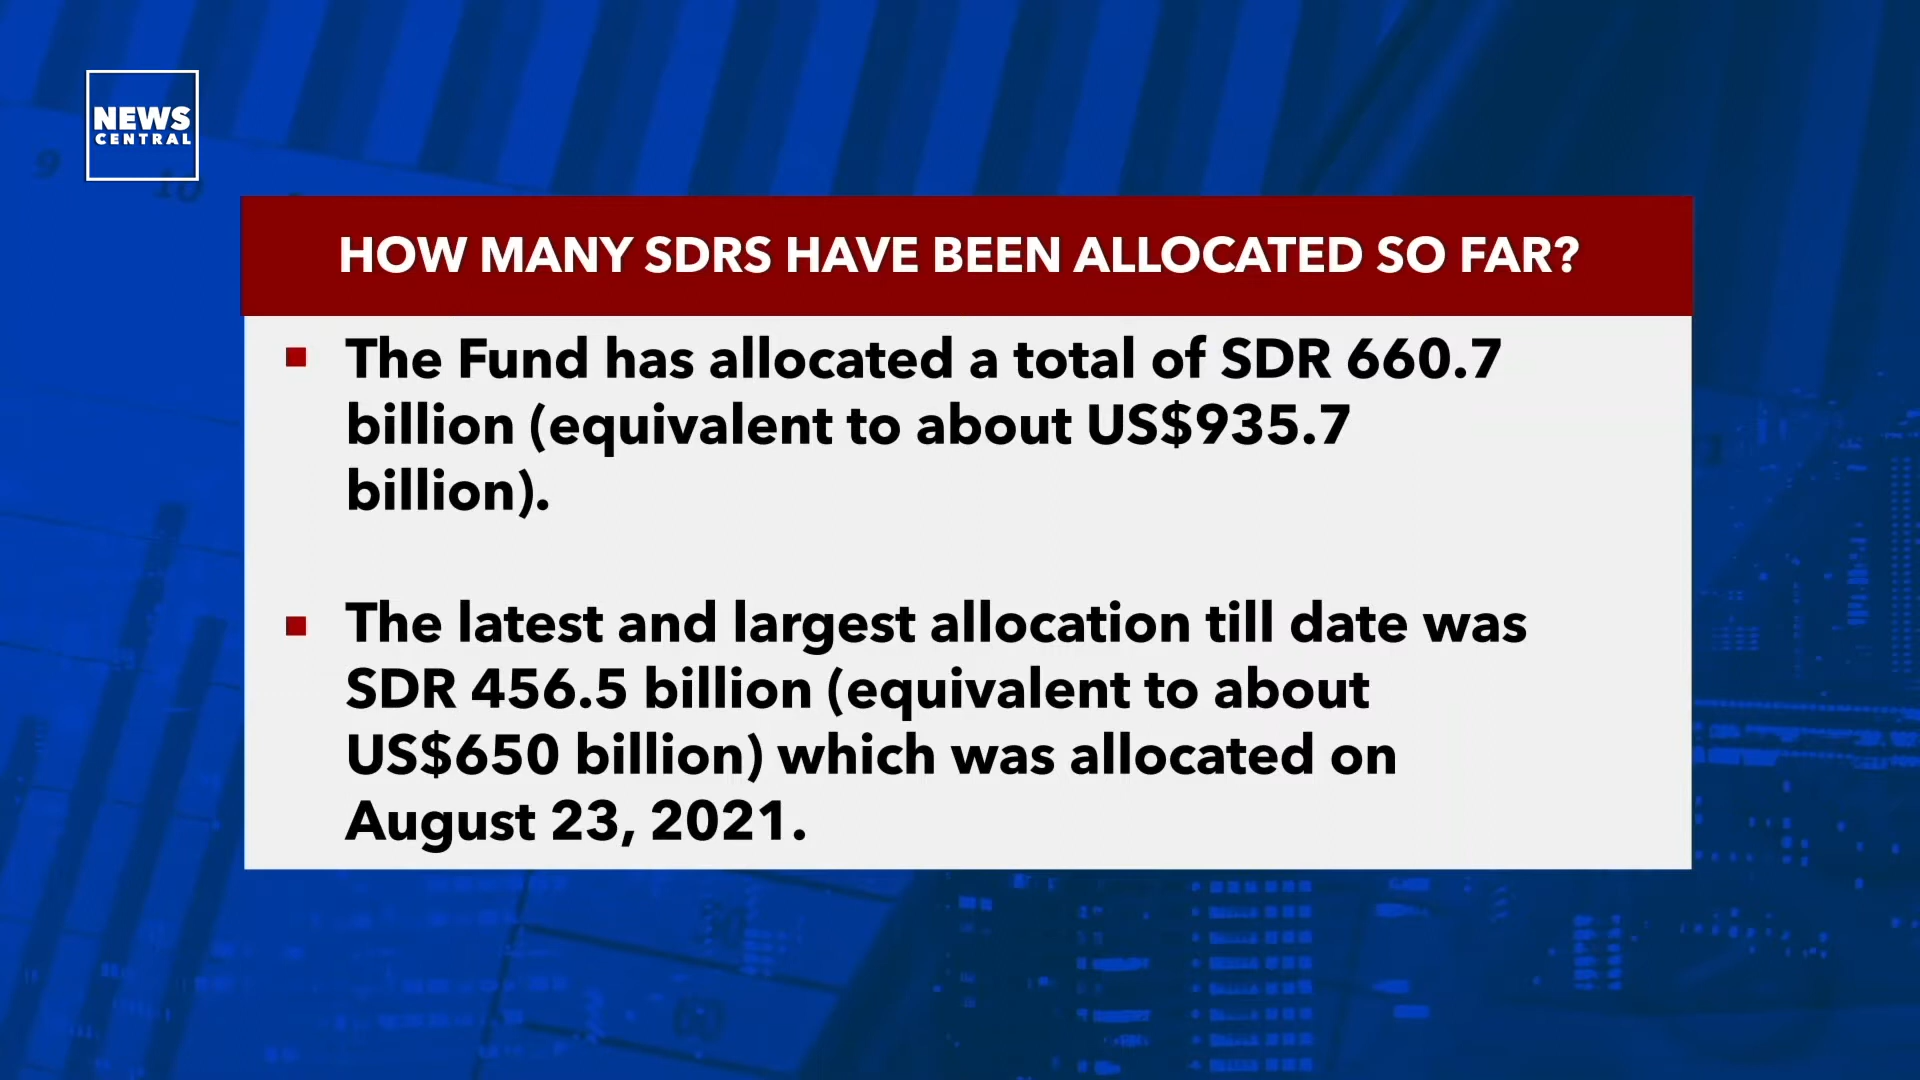 NEWS
CENTRAL
9
10
HOW MANY SDRS HAVE BEEN ALLOCATED SO FAR?
The Fund has allocated a total of SDR 660.7
billion (equivalent to about US$935.7
billion).
The latest and largest allocation till date was
SDR 456.5 billion (equivalent to about
US$650 billion) which was allocated on
August 23, 2021.